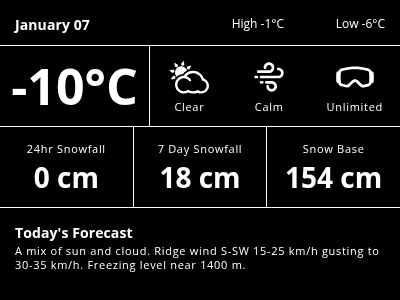 January 07 High -1°C Low -6°C
-10°C
Clear Calm Unlimited
24hr Snowfall 7 Day Snowfall Snow Base
0 cm 18 cm 154 cm
Today's Forecast
A mix of sun and cloud. Ridge wind S-SW 15-25 km/h gusting to
30-35 km/h. Freezing level near 1400 m.